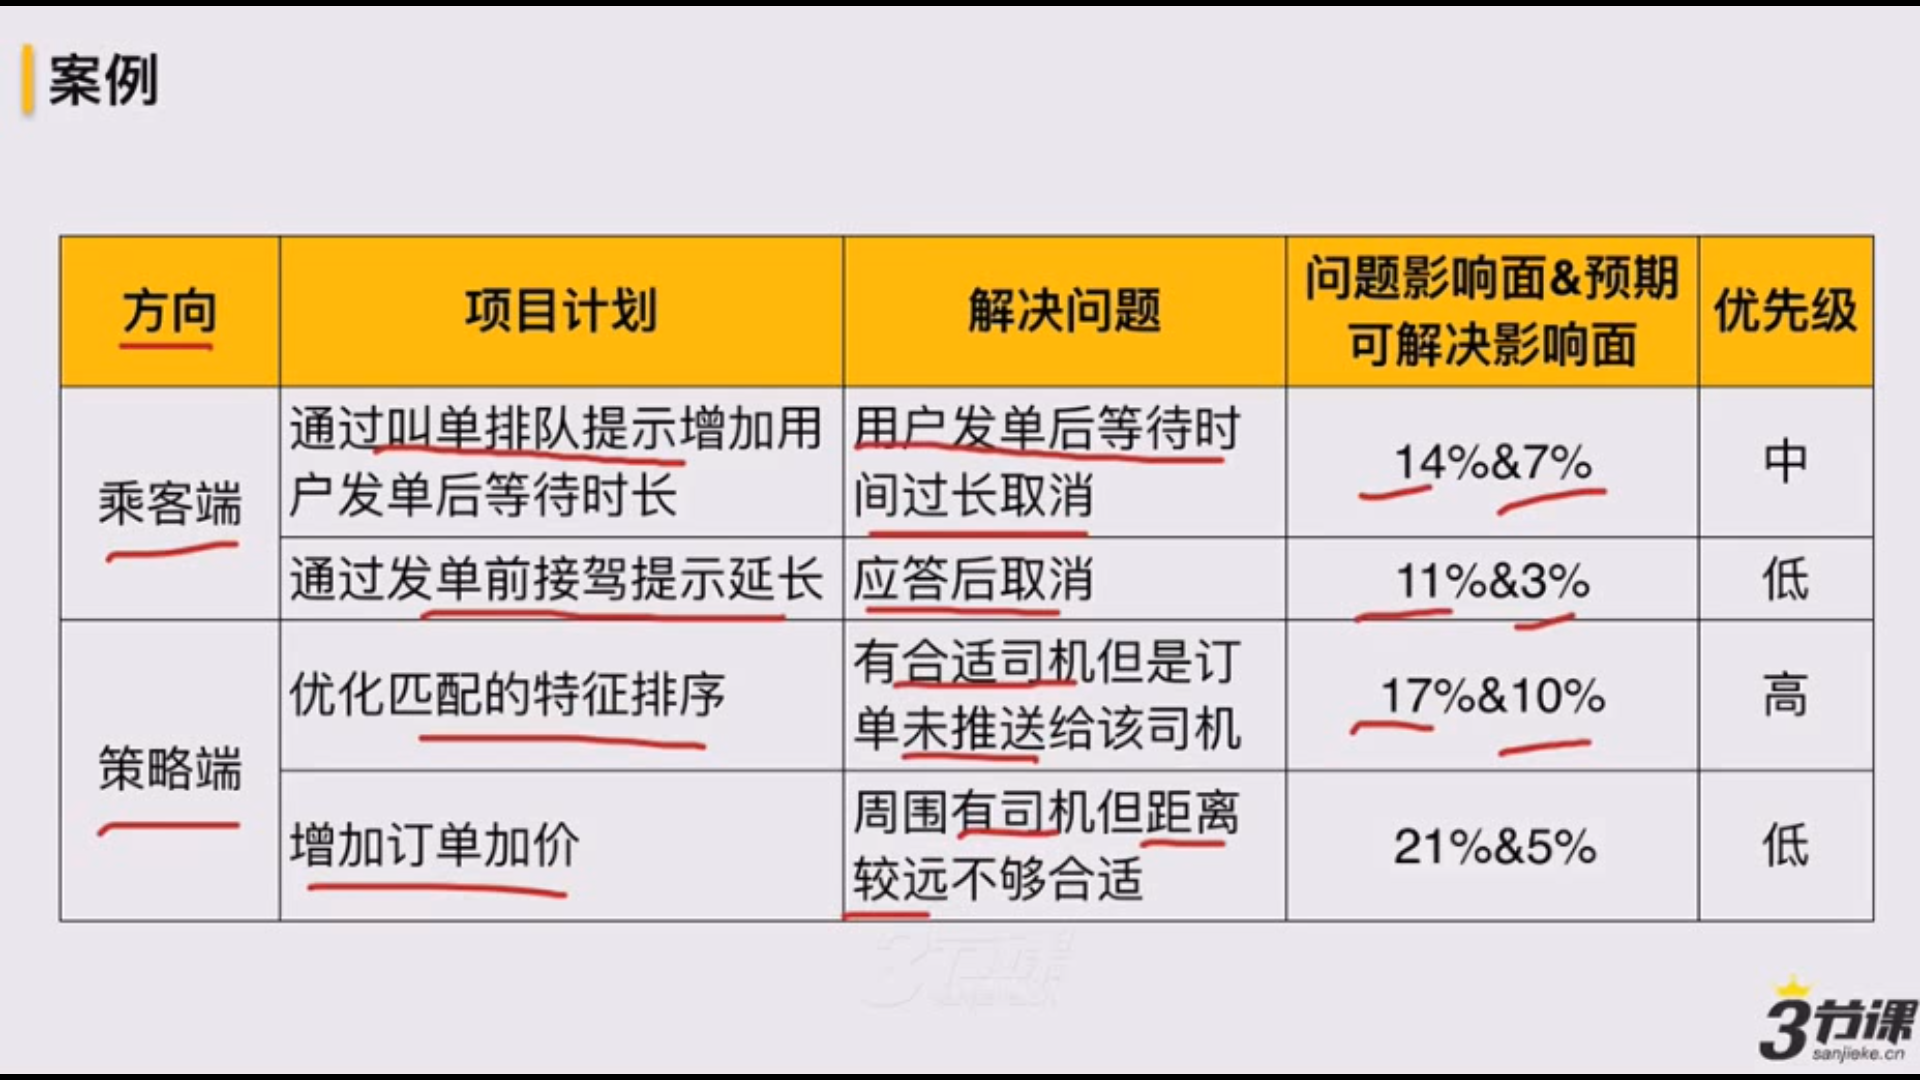 案例
方向
项目计划
解决问题
问题影响面&预期
可解决影响面
优先级
乘客端
通过叫单排队提示增加用
户发单后等待时长
用户发单后等待时
间过长取消
14%&7%
中
通过发单前接驾提示延长
应答后取消
11%&3%
低
策略端
优化匹配的特征排序
有合适司机但是订
单未推送给该司机
17%&10%
高
增加订单加价
周围有司机但距离
较远不够合适
21%&5%
低
3节课
3节课
sanjieke.cn